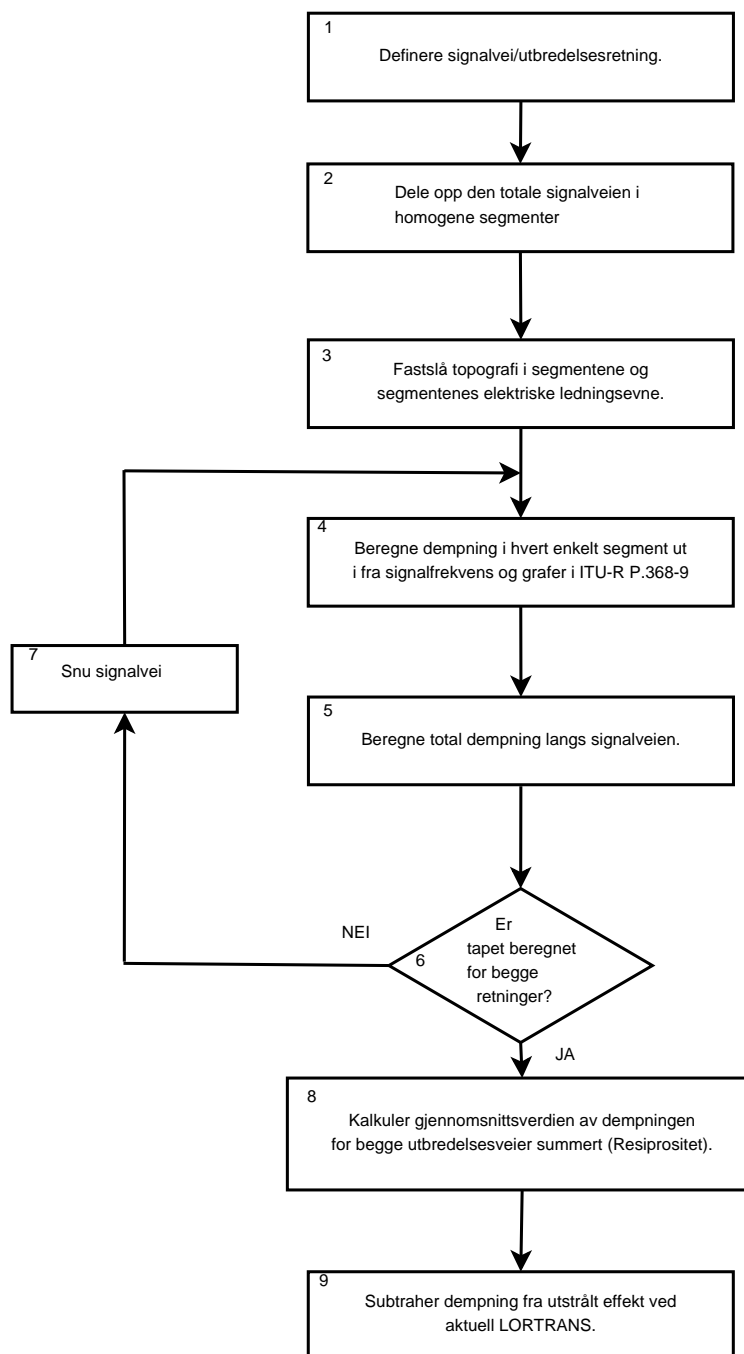 1
Definere signalvei/utbredelsesretning.
2
Dele opp den totale signalveien i
homogene segmenter
3
Fastslå topografi i segmentene og
segmentenes elektriske ledningsevne.
4
Beregne dempning i hvert enkelt segment ut
i fra signalfrekvens og grafer i ITU-R P.368-9
7
Snu signalvei
5
Beregne total dempning langs signalveien.
NEI
6
Er
tapet beregnet
for begge
retninger?
JA
8
Kalkuler gjennomsnittsverdien av dempningen
for begge utbredelsesveier summert (Resiprositet).
9
Subtraher dempning fra utstrålt effekt ved
aktuell LORTRANS.